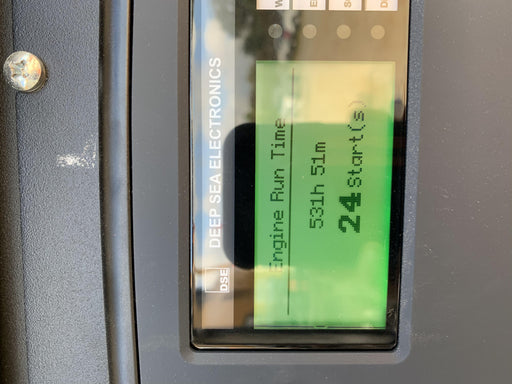 DSE
DEEP SEA ELECTRONICS
Engine Run Time
531h 51m
24 Start(s)